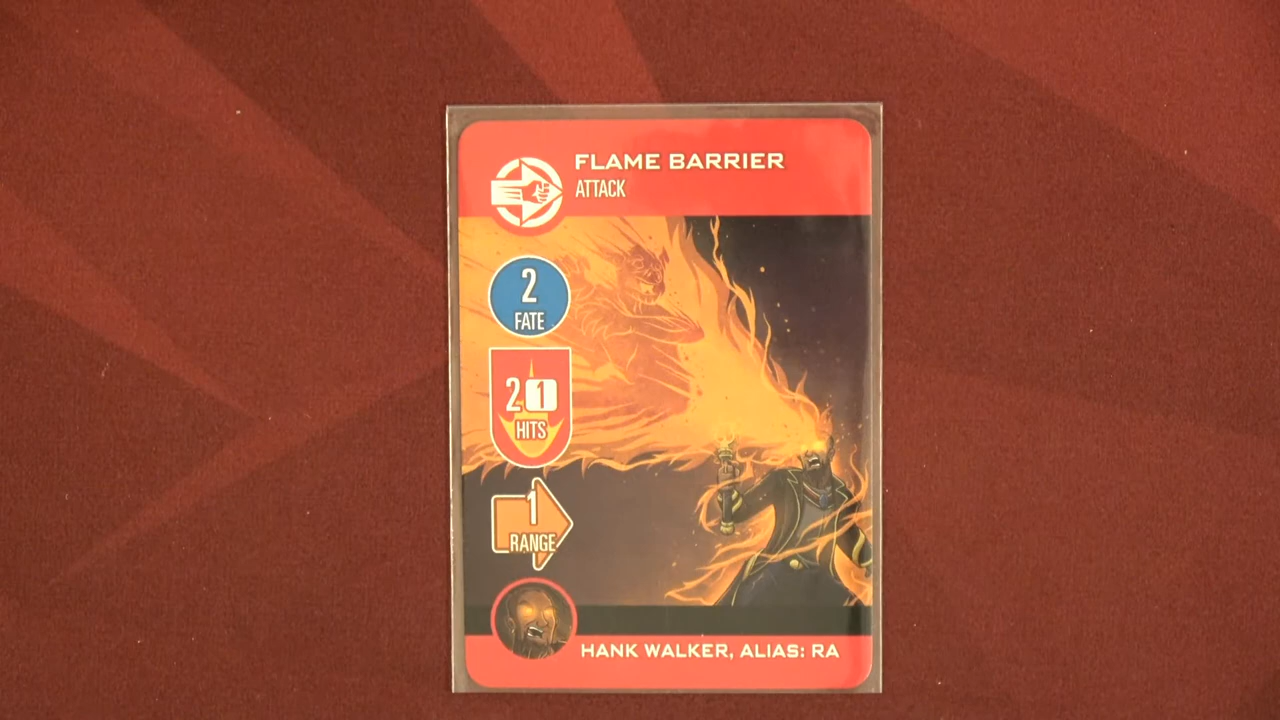 FLAME BARRIER
ATTACK
2
FATE
2 1
HITS
1
RANGE
HANK WALKER, ALIAS: RA